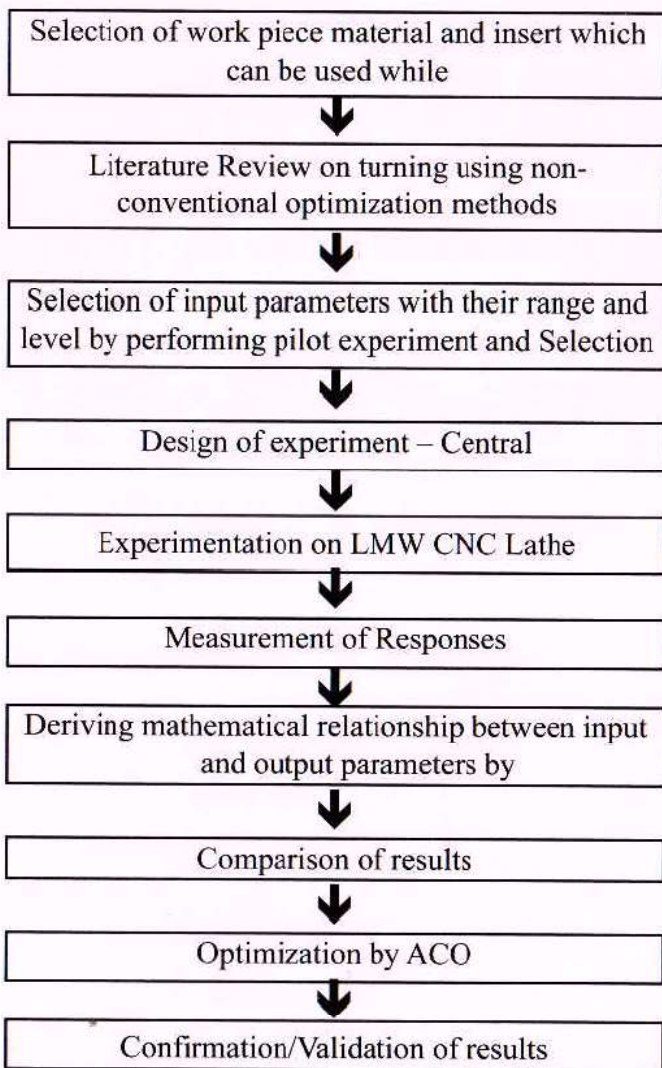 Selection of work piece material and insert which
can be used while
Literature Review on turning using non-
conventional optimization methods
Selection of input parameters with their range and
level by performing pilot experiment and Selection
Design of experiment – Central
Experimentation on LMW CNC Lathe
Measurement of Responses
Deriving mathematical relationship between input
and output parameters by
Comparison of results
Optimization by ACO
Confirmation/Validation of results